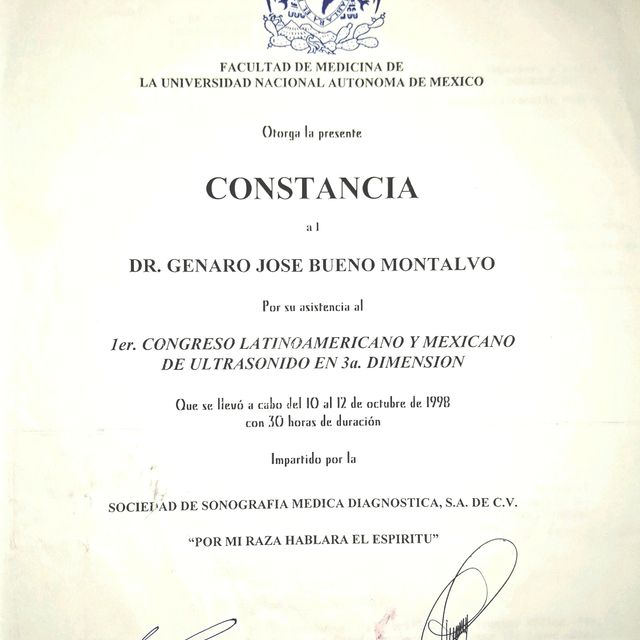 FACULTAD DE MEDICINA DE
LA UNIVERSIDAD NACIONAL AUTONOMA DE MEXICO
Otorga la presente
CONSTANCIA
al
DR. GENARO JOSE BUENO MONTALVO
Por su asistencia al
1er. CONGRESO LATINOAMERICANO Y MEXICANO
DE ULTRASONIDO EN 3a. DIMENSION
Que se llevó a cabo del 10 al 12 de octubre de 1998
con 30 horas de duración
Impartido por la
SOCIEDAD DE SONOGRAFIA MEDICA DIAGNOSTICA, S.A. DE C.V.
“POR MI RAZA HABLARA EL ESPIRITU”